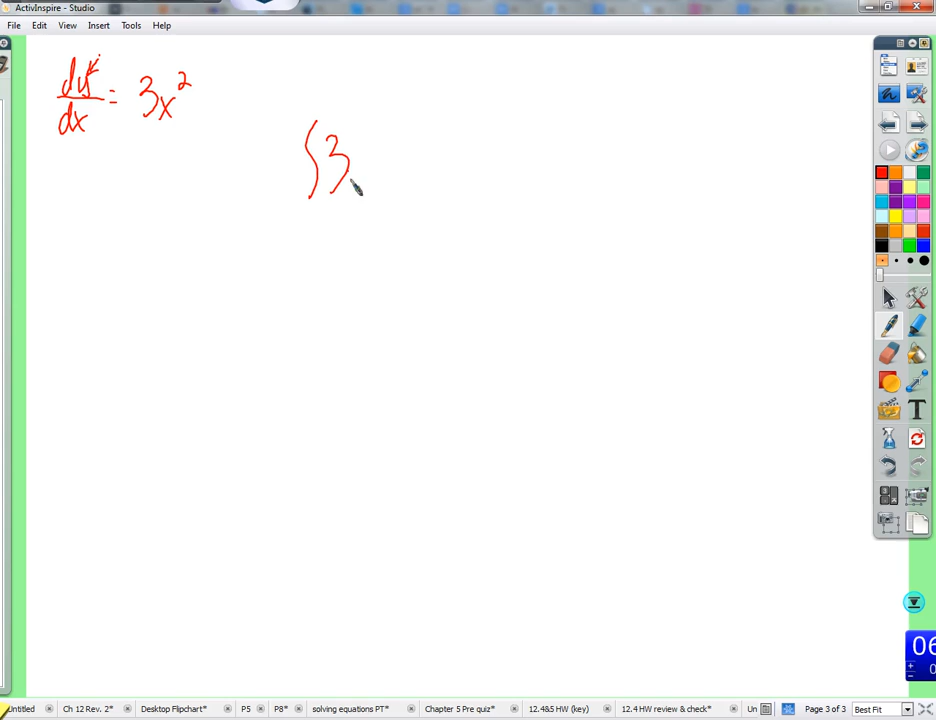 ActivInspire - Studio
File Edit View Insert Tools Help
dy/dx = 3x²
∫3
06
Untitled Ch 12 Rev. 2* Desktop Flipchart* P5 P8* solving equations PT* Chapter 5 Pre quiz* 12.4&5 HW (key) 12.4 HW review & check* Un Page 3 of 3 Best Fit